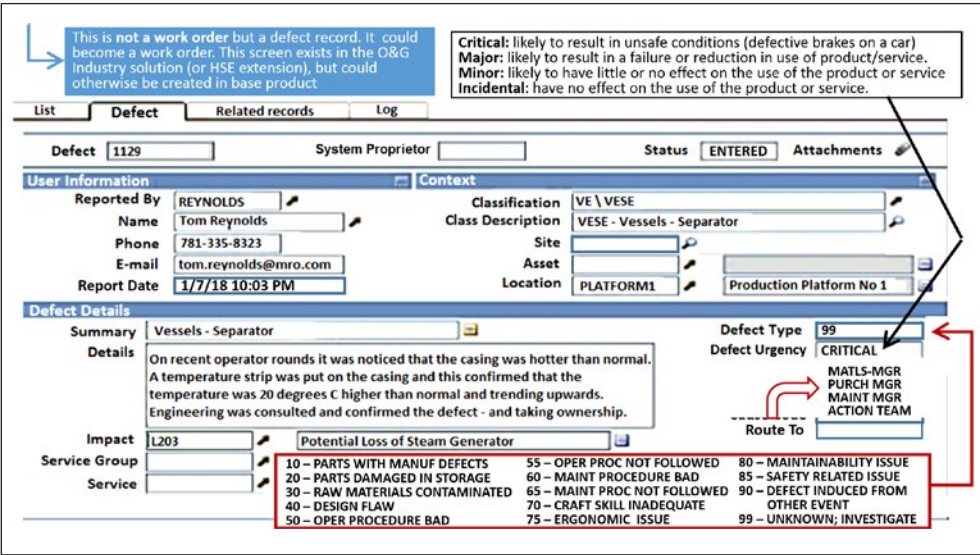 This is not a work order but a defect record. It could
become a work order. This screen exists in the O&G
Industry solution (or HSE extension), but could
otherwise be created in base product
Critical: likely to result in unsafe conditions (defective brakes on a car)
Major: likely to result in a failure or reduction in use of product/service.
Minor: likely to have little or no effect on the use of the product or service
Incidental: have no effect on the use of the product or service.
List Defect Related records Log
Defect 1129 System Proprietor Status ENTERED Attachments
User Information Context
Reported By REYNOLDS Classification VE \ VESE
Name Tom Reynolds Class Description VESE - Vessels - Separator
Phone 781-335-8323 Site
E-mail tom.reynolds@mro.com Asset
Report Date 1/7/18 10:03 PM Location PLATFORM1 Production Platform No 1
Defect Details
Summary Vessels - Separator Defect Type 99
Details Defect Urgency CRITICAL
On recent operator rounds it was noticed that the casing was hotter than normal.
A temperature strip was put on the casing and this confirmed that the
temperature was 20 degrees C higher than normal and trending upwards.
Engineering was consulted and confirmed the defect - and taking ownership.
MATLS-MGR
PURCH MGR
MAINT MGR
ACTION TEAM
Route To
Impact L203 Potential Loss of Steam Generator
Service Group
Service
10 – PARTS WITH MANUF DEFECTS
20 – PARTS DAMAGED IN STORAGE
30 – RAW MATERIALS CONTAMINATED
40 – DESIGN FLAW
50 – OPER PROCEDURE BAD
55 – OPER PROC NOT FOLLOWED
60 – MAINT PROCEDURE BAD
65 – MAINT PROC NOT FOLLOWED
70 – CRAFT SKILL INADEQUATE
75 – ERGONOMIC ISSUE
80 – MAINTAINABILITY ISSUE
85 – SAFETY RELATED ISSUE
90 – DEFECT INDUCED FROM
OTHER EVENT
99 – UNKNOWN; INVESTIGATE